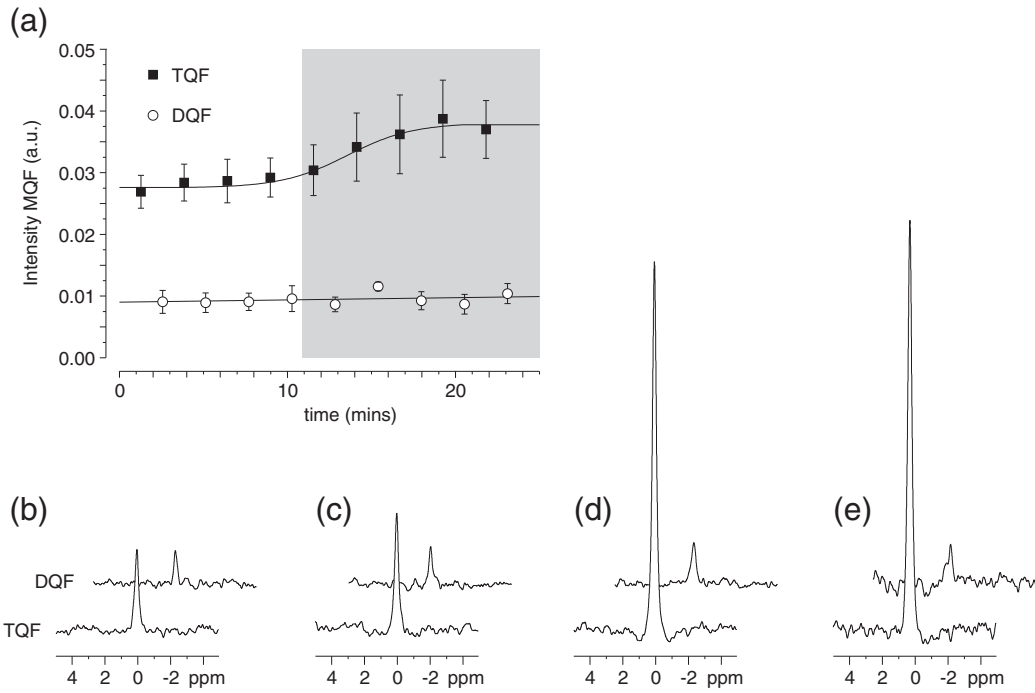 (a)
0.05
0.04
0.03
0.02
0.01
0.00
Intensity MQF (a.u.)
TQF
DQF
0 10 20
time (mins)
(b) (c) (d) (e)
DQF
TQF
4 2 0 -2 ppm 4 2 0 -2 ppm 4 2 0 -2 ppm 4 2 0 -2 ppm